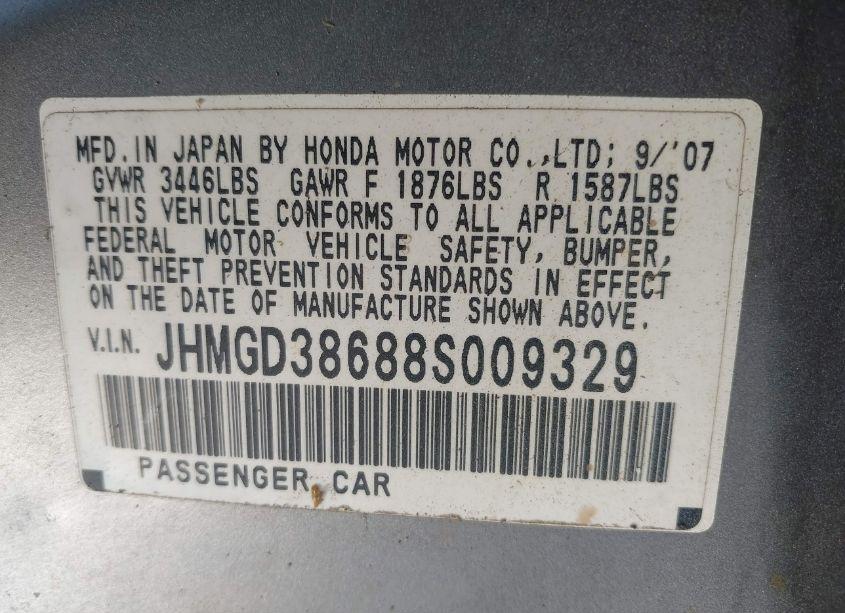 MFD. IN JAPAN BY HONDA MOTOR CO., LTD; 9/'07
GVWR 3446LBS GAWR F 1876LBS R 1587LBS
THIS VEHICLE CONFORMS TO ALL APPLICABLE
FEDERAL MOTOR VEHICLE SAFETY, BUMPER,
AND THEFT PREVENTION STANDARDS IN EFFECT
ON THE DATE OF MANUFACTURE SHOWN ABOVE.
V.I.N. JHMGD38688S009329
PASSENGER CAR